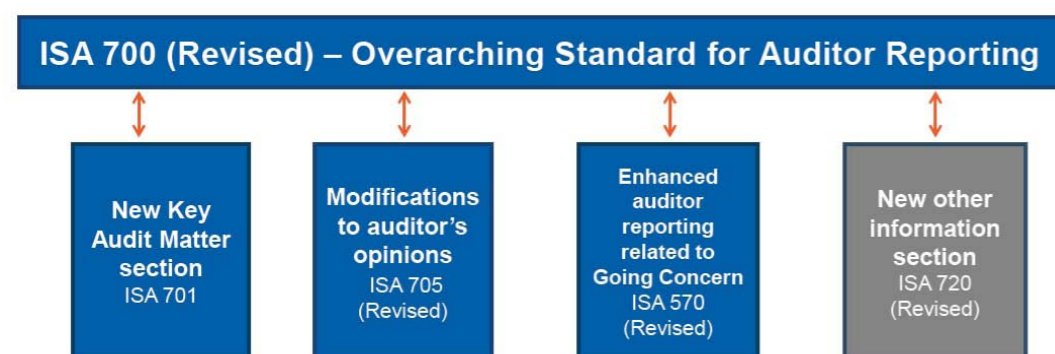 ISA 700 (Revised) – Overarching Standard for Auditor Reporting
New Key
Audit Matter
section
ISA 701
Modifications
to auditor's
opinions
ISA 705
(Revised)
Enhanced
auditor
reporting
related to
Going Concern
ISA 570
(Revised)
New other
information
section
ISA 720
(Revised)